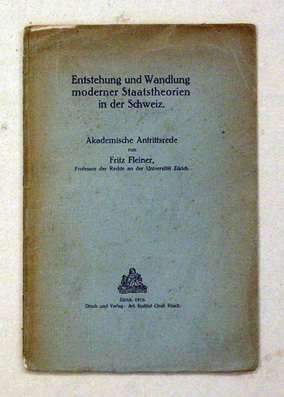 Entstehung und Wandlung
moderner Staatstheorien
in der Schweiz.
Akademische Antrittsrede
von
Fritz Fleiner,
Professor der Rechte an der Universität Zürich.
Zürich 1916.
Druck und Verlag: Art. Institut Orell Füssli.